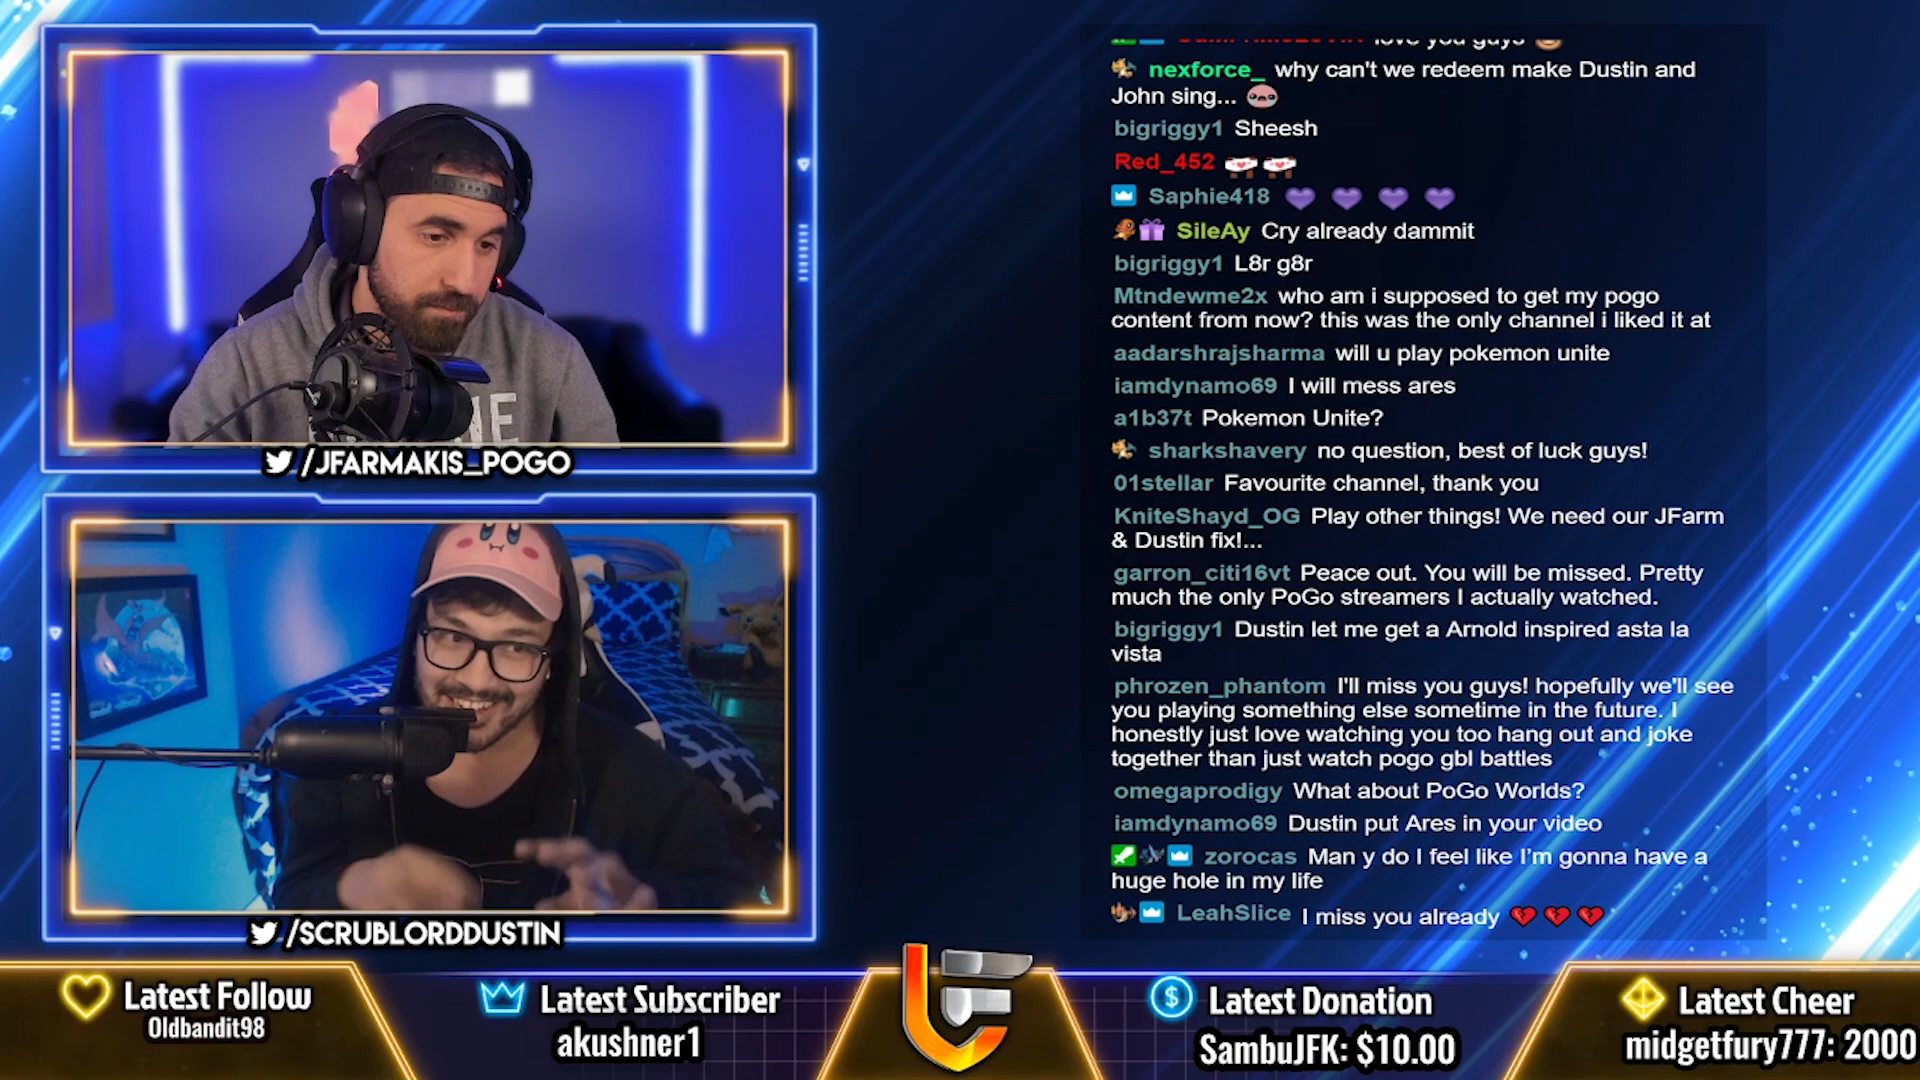 love you guys
nexforce_ why can't we redeem make Dustin and
John sing...
bigriggy1 Sheesh
Red_452
Saphie418
SileAy Cry already dammit
bigriggy1 L8r g8r
Mtndewme2x who am i supposed to get my pogo
content from now? this was the only channel i liked it at
aadarshrajsharma will u play pokemon unite
iamdynamo69 I will mess ares
a1b37t Pokemon Unite?
sharkshavery no question, best of luck guys!
01stellar Favourite channel, thank you
KniteShayd_OG Play other things! We need our JFarm
& Dustin fix!...
garron_citi16vt Peace out. You will be missed. Pretty
much the only PoGo streamers I actually watched.
bigriggy1 Dustin let me get a Arnold inspired asta la
vista
phrozen_phantom I'll miss you guys! hopefully we'll see
you playing something else sometime in the future. I
honestly just love watching you too hang out and joke
together than just watch pogo gbl battles
omegaprodigy What about PoGo Worlds?
iamdynamo69 Dustin put Ares in your video
zorocas Man y do I feel like I'm gonna have a
huge hole in my life
LeahSlice I miss you already
/JFARMAKIS_POGO
/SCRUBLORDDUSTIN
Latest Follow
Oldbandit98
Latest Subscriber
akushner1
Latest Donation
SambuJFK: $10.00
Latest Cheer
midgetfury777: 2000